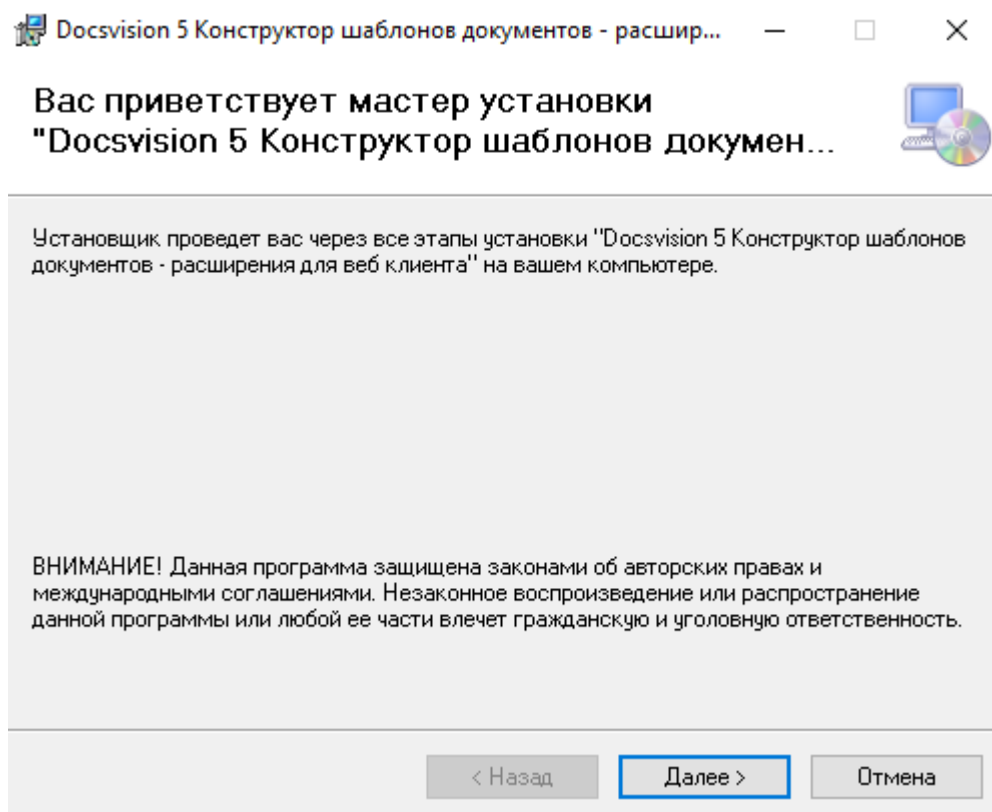 Docsvision 5 Конструктор шаблонов документов - расшир...
Вас приветствует мастер установки
"Docsvision 5 Конструктор шаблонов докумен...
Установщик проведет вас через все этапы установки "Docsvision 5 Конструктор шаблонов
документов - расширения для веб клиента" на вашем компьютере.
ВНИМАНИЕ! Данная программа защищена законами об авторских правах и
международными соглашениями. Незаконное воспроизведение или распространение
данной программы или любой ее части влечет гражданскую и уголовную ответственность.
< Назад Далее > Отмена